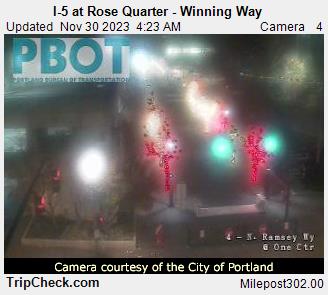 I-5 at Rose Quarter - Winning Way
Updated Nov 30 2023 4:23 AM Camera 4
PBOT
PORTLAND BUREAU OF TRANSPORTATION
4 - N. Ramsey Wy
@ One Ctr
Camera courtesy of the City of Portland
TripCheck.com Milepost302.00